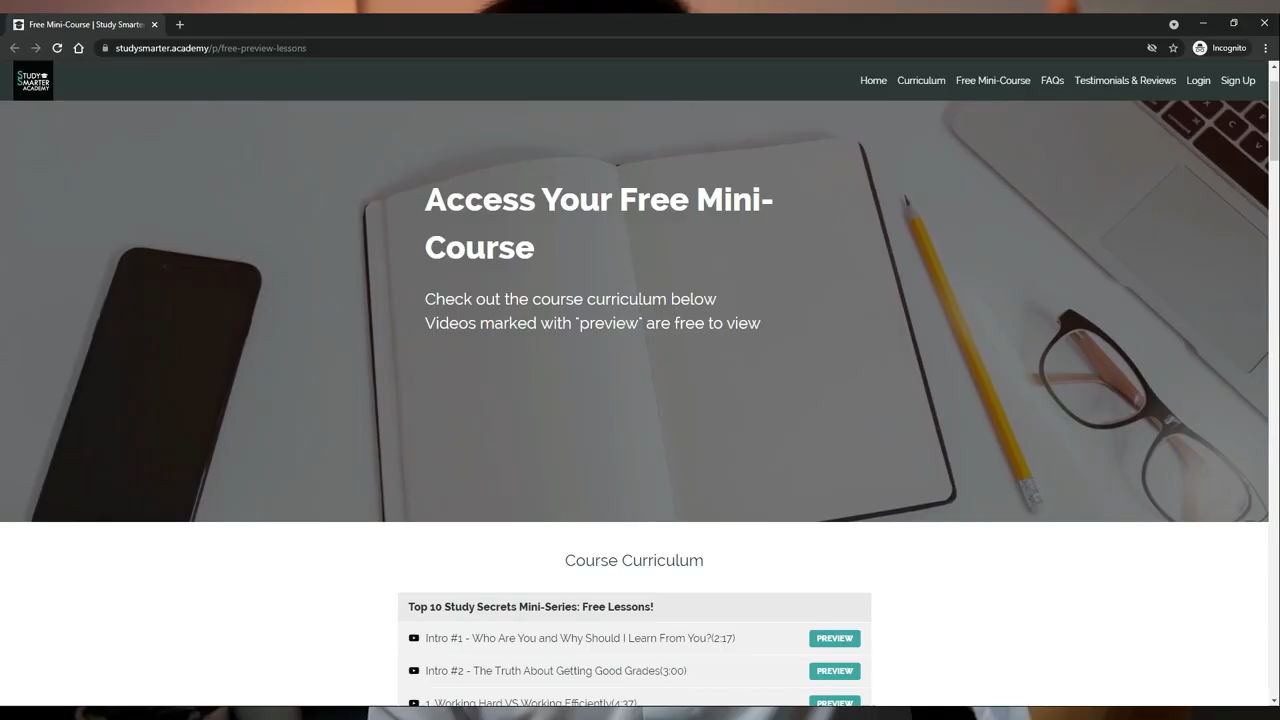 Free Mini-Course | Study Smarte
studysmarter.academy/p/free-preview-lessons
Incognito
STUDY
SMARTER
ACADEMY
Home
Curriculum
Free Mini-Course
FAQs
Testimonials & Reviews
Login
Sign Up
Access Your Free Mini-
Course
Check out the course curriculum below
Videos marked with "preview" are free to view
Course Curriculum
Top 10 Study Secrets Mini-Series: Free Lessons!
Intro #1 - Who Are You and Why Should I Learn From You?(2:17)
PREVIEW
Intro #2 - The Truth About Getting Good Grades(3:00)
PREVIEW
1. Working Hard VS Working Efficiently(4:37)
PREVIEW